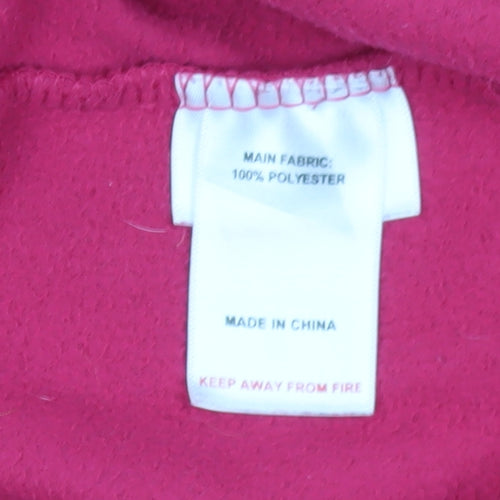 MAIN FABRIC:
100% POLYESTER
MADE IN CHINA
KEEP AWAY FROM FIRE